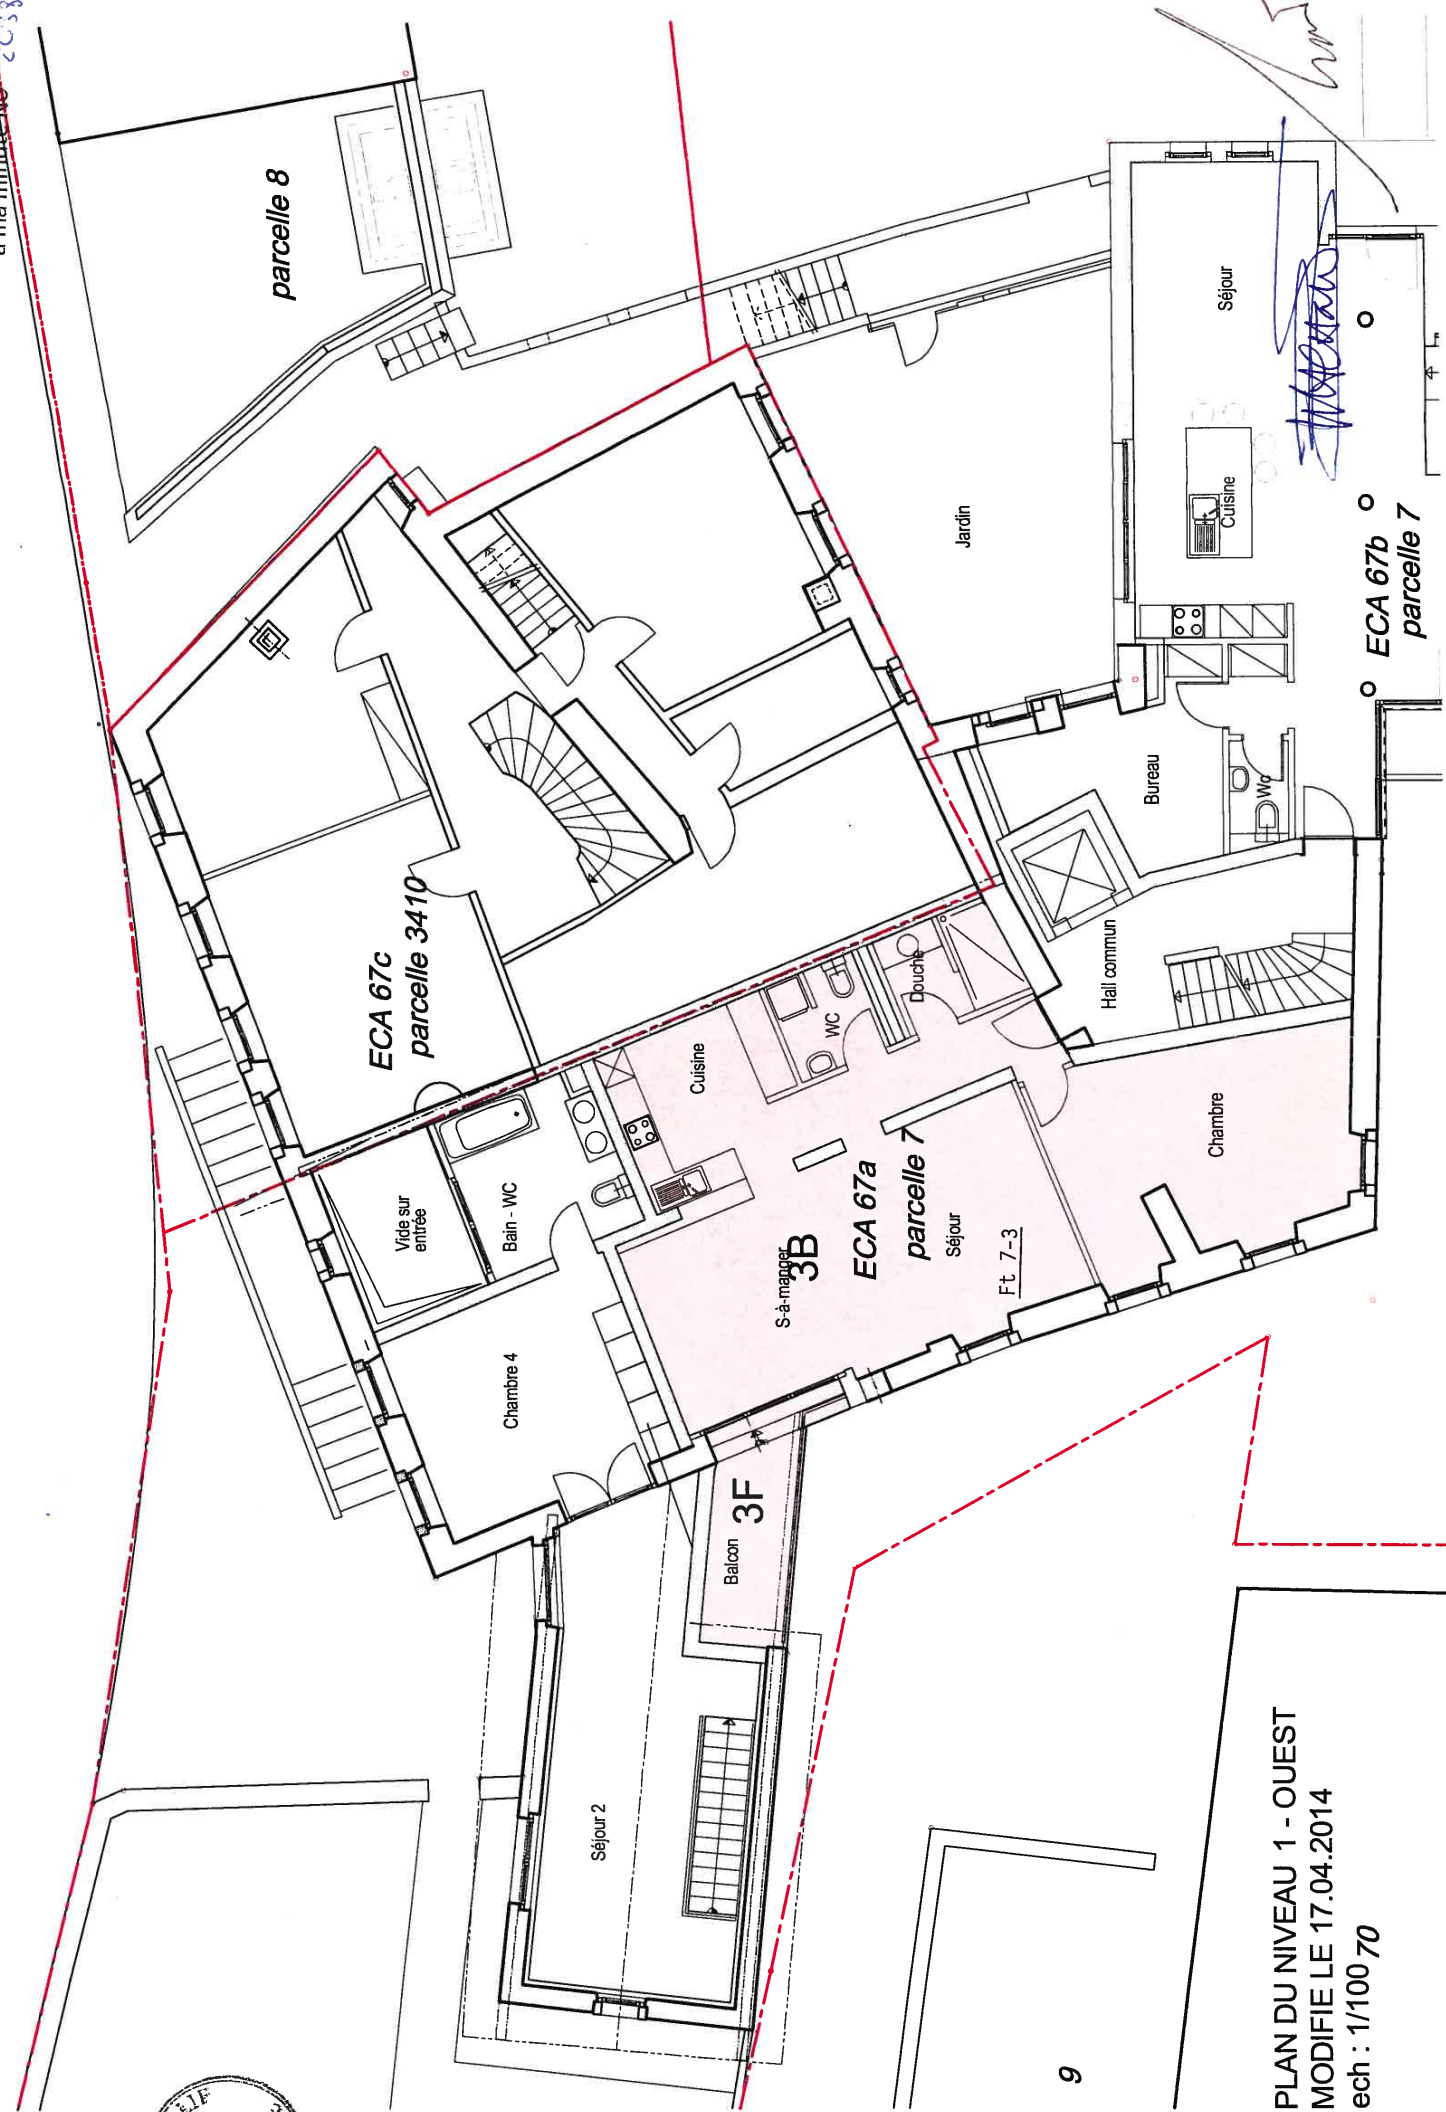 à ma minute No
parcelle 8
Séjour
Cuisine
Jardin
ECA 67b
parcelle 7
Bureau
Wc
Hall commun
ECA 67c
parcelle 3410
Douche
WC
Cuisine
Chambre
ECA 67a
parcelle 7
Séjour
Ft 7-3
S-à-manger
3B
Vide sur
entrée
Bain - WC
Chambre 4
Balcon
3F
Séjour 2
PLAN DU NIVEAU 1 - OUEST
MODIFIE LE 17.04.2014
ech : 1/100
70
9